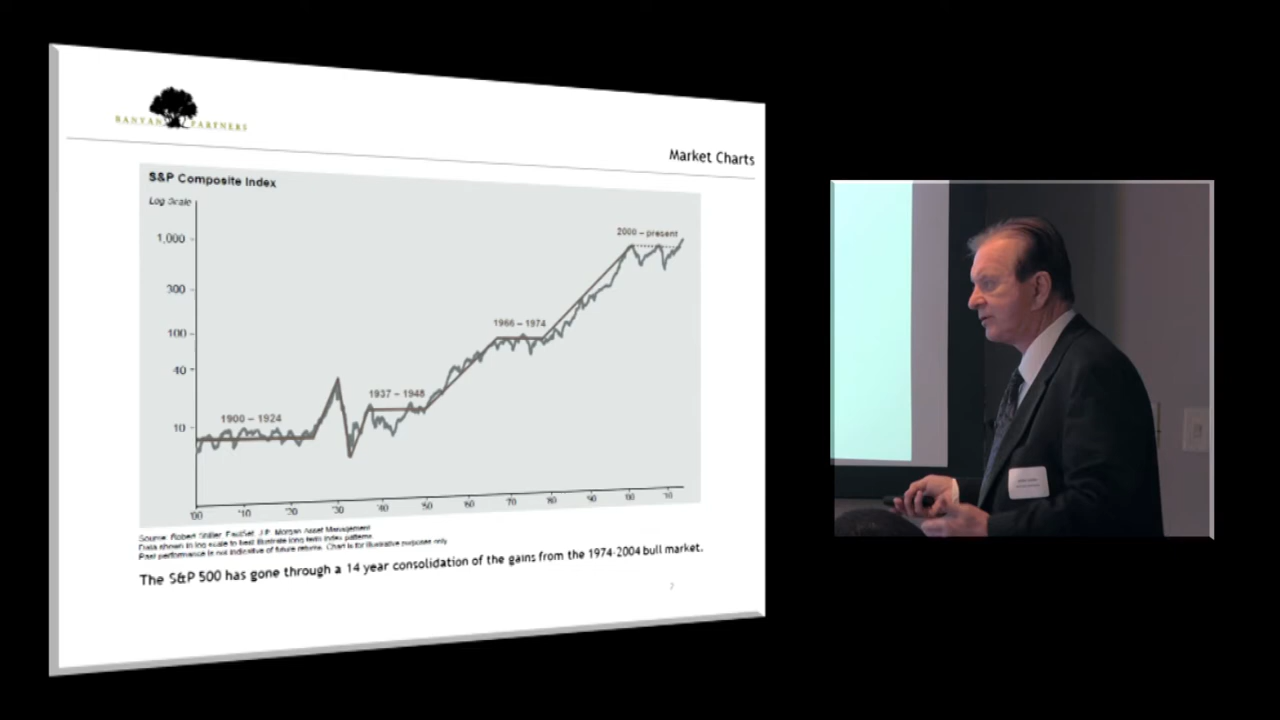 BANYAN PARTNERS
Market Charts
S&P Composite Index
Log Scale
1,000
300
100
40
10
2000 – present
1966 – 1974
1937 – 1948
1900 – 1924
'00 '10 '20 '30 '40 '50 '60 '70 '80 '90 '00 '10
Source: Robert Shiller, FactSet, J.P. Morgan Asset Management
Data shown in log scale to best illustrate long term index patterns
Past performance is not indicative of future returns. Chart is for illustrative purposes only
The S&P 500 has gone through a 14 year consolidation of the gains from the 1974-2004 bull market.
7